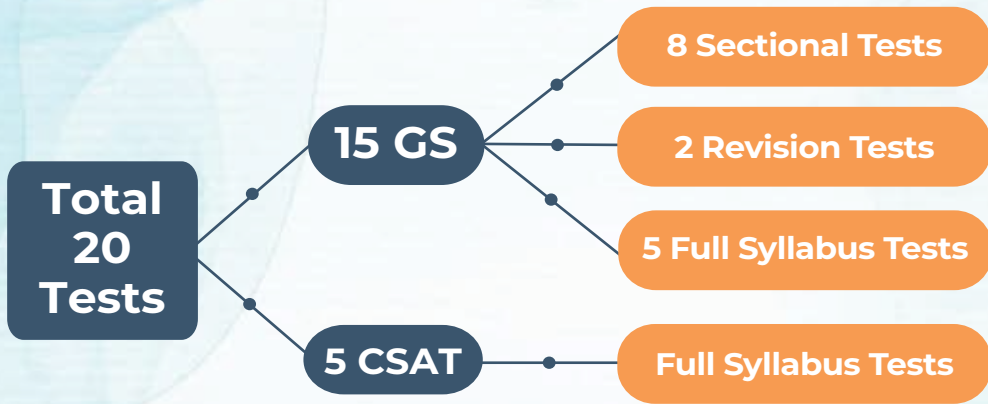 Total
20
Tests
15 GS
8 Sectional Tests
2 Revision Tests
5 Full Syllabus Tests
5 CSAT
Full Syllabus Tests